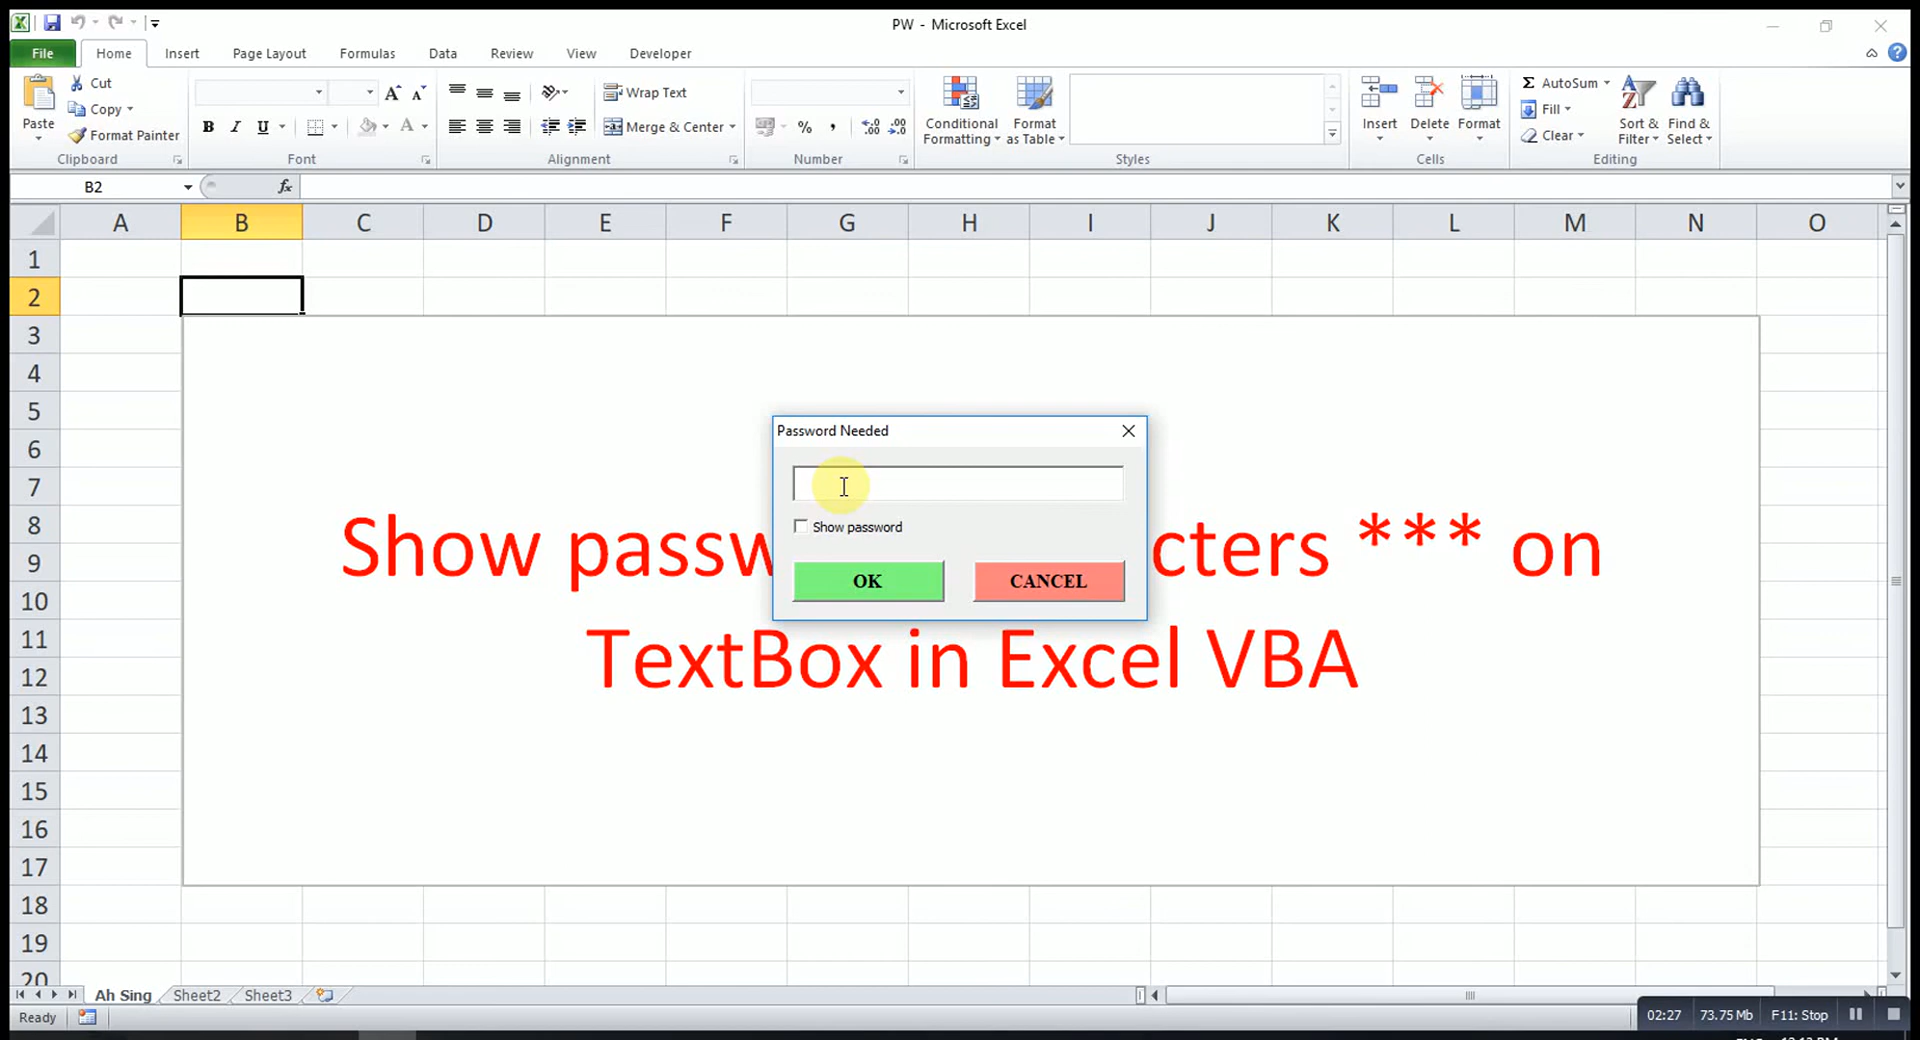 PW - Microsoft Excel
File Home Insert Page Layout Formulas Data Review View Developer
Paste
Cut
Copy
Format Painter
Clipboard
A A
B I U A
Font
Wrap Text
Merge & Center
Alignment
% ,
Number
Conditional
Formatting
Format
as Table
Styles
Insert Delete Format
Cells
Σ AutoSum
Fill
Clear
Sort &
Filter
Find &
Select
Editing
B2 fx
A B C D E F G H I J K L M N O
1
2
3
4
5
6
7
8
9
10
11
12
13
14
15
16
17
18
19
20
Show passw
cters *** on
TextBox in Excel VBA
Password Needed
Show password
OK CANCEL
Ah Sing Sheet2 Sheet3
Ready
02:27 73.75 Mb F11: Stop